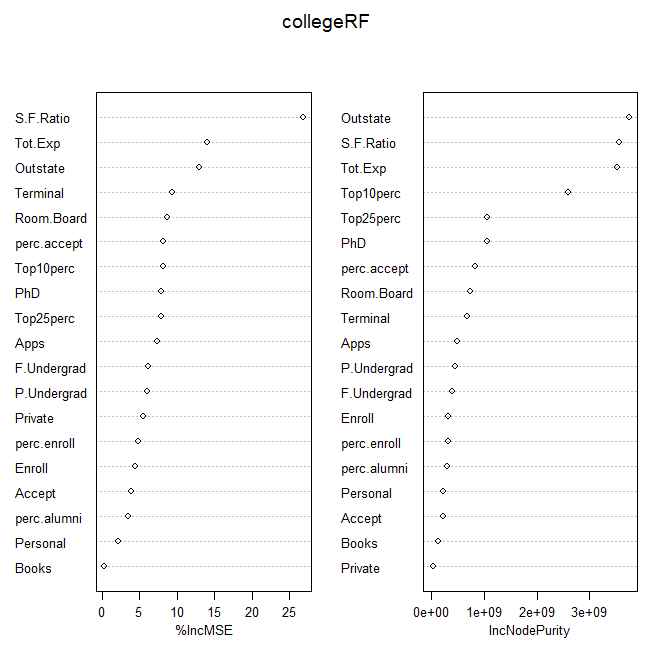 collegeRF
S.F.Ratio
Tot.Exp
Outstate
Terminal
Room.Board
perc.accept
Top10perc
PhD
Top25perc
Apps
F.Undergrad
P.Undergrad
Private
perc.enroll
Enroll
Accept
perc.alumni
Personal
Books
0 5 10 15 20 25
%IncMSE
Outstate
S.F.Ratio
Tot.Exp
Top10perc
Top25perc
PhD
perc.accept
Room.Board
Terminal
Apps
P.Undergrad
F.Undergrad
Enroll
perc.enroll
perc.alumni
Personal
Accept
Books
Private
0e+00 1e+09 2e+09 3e+09
IncNodePurity